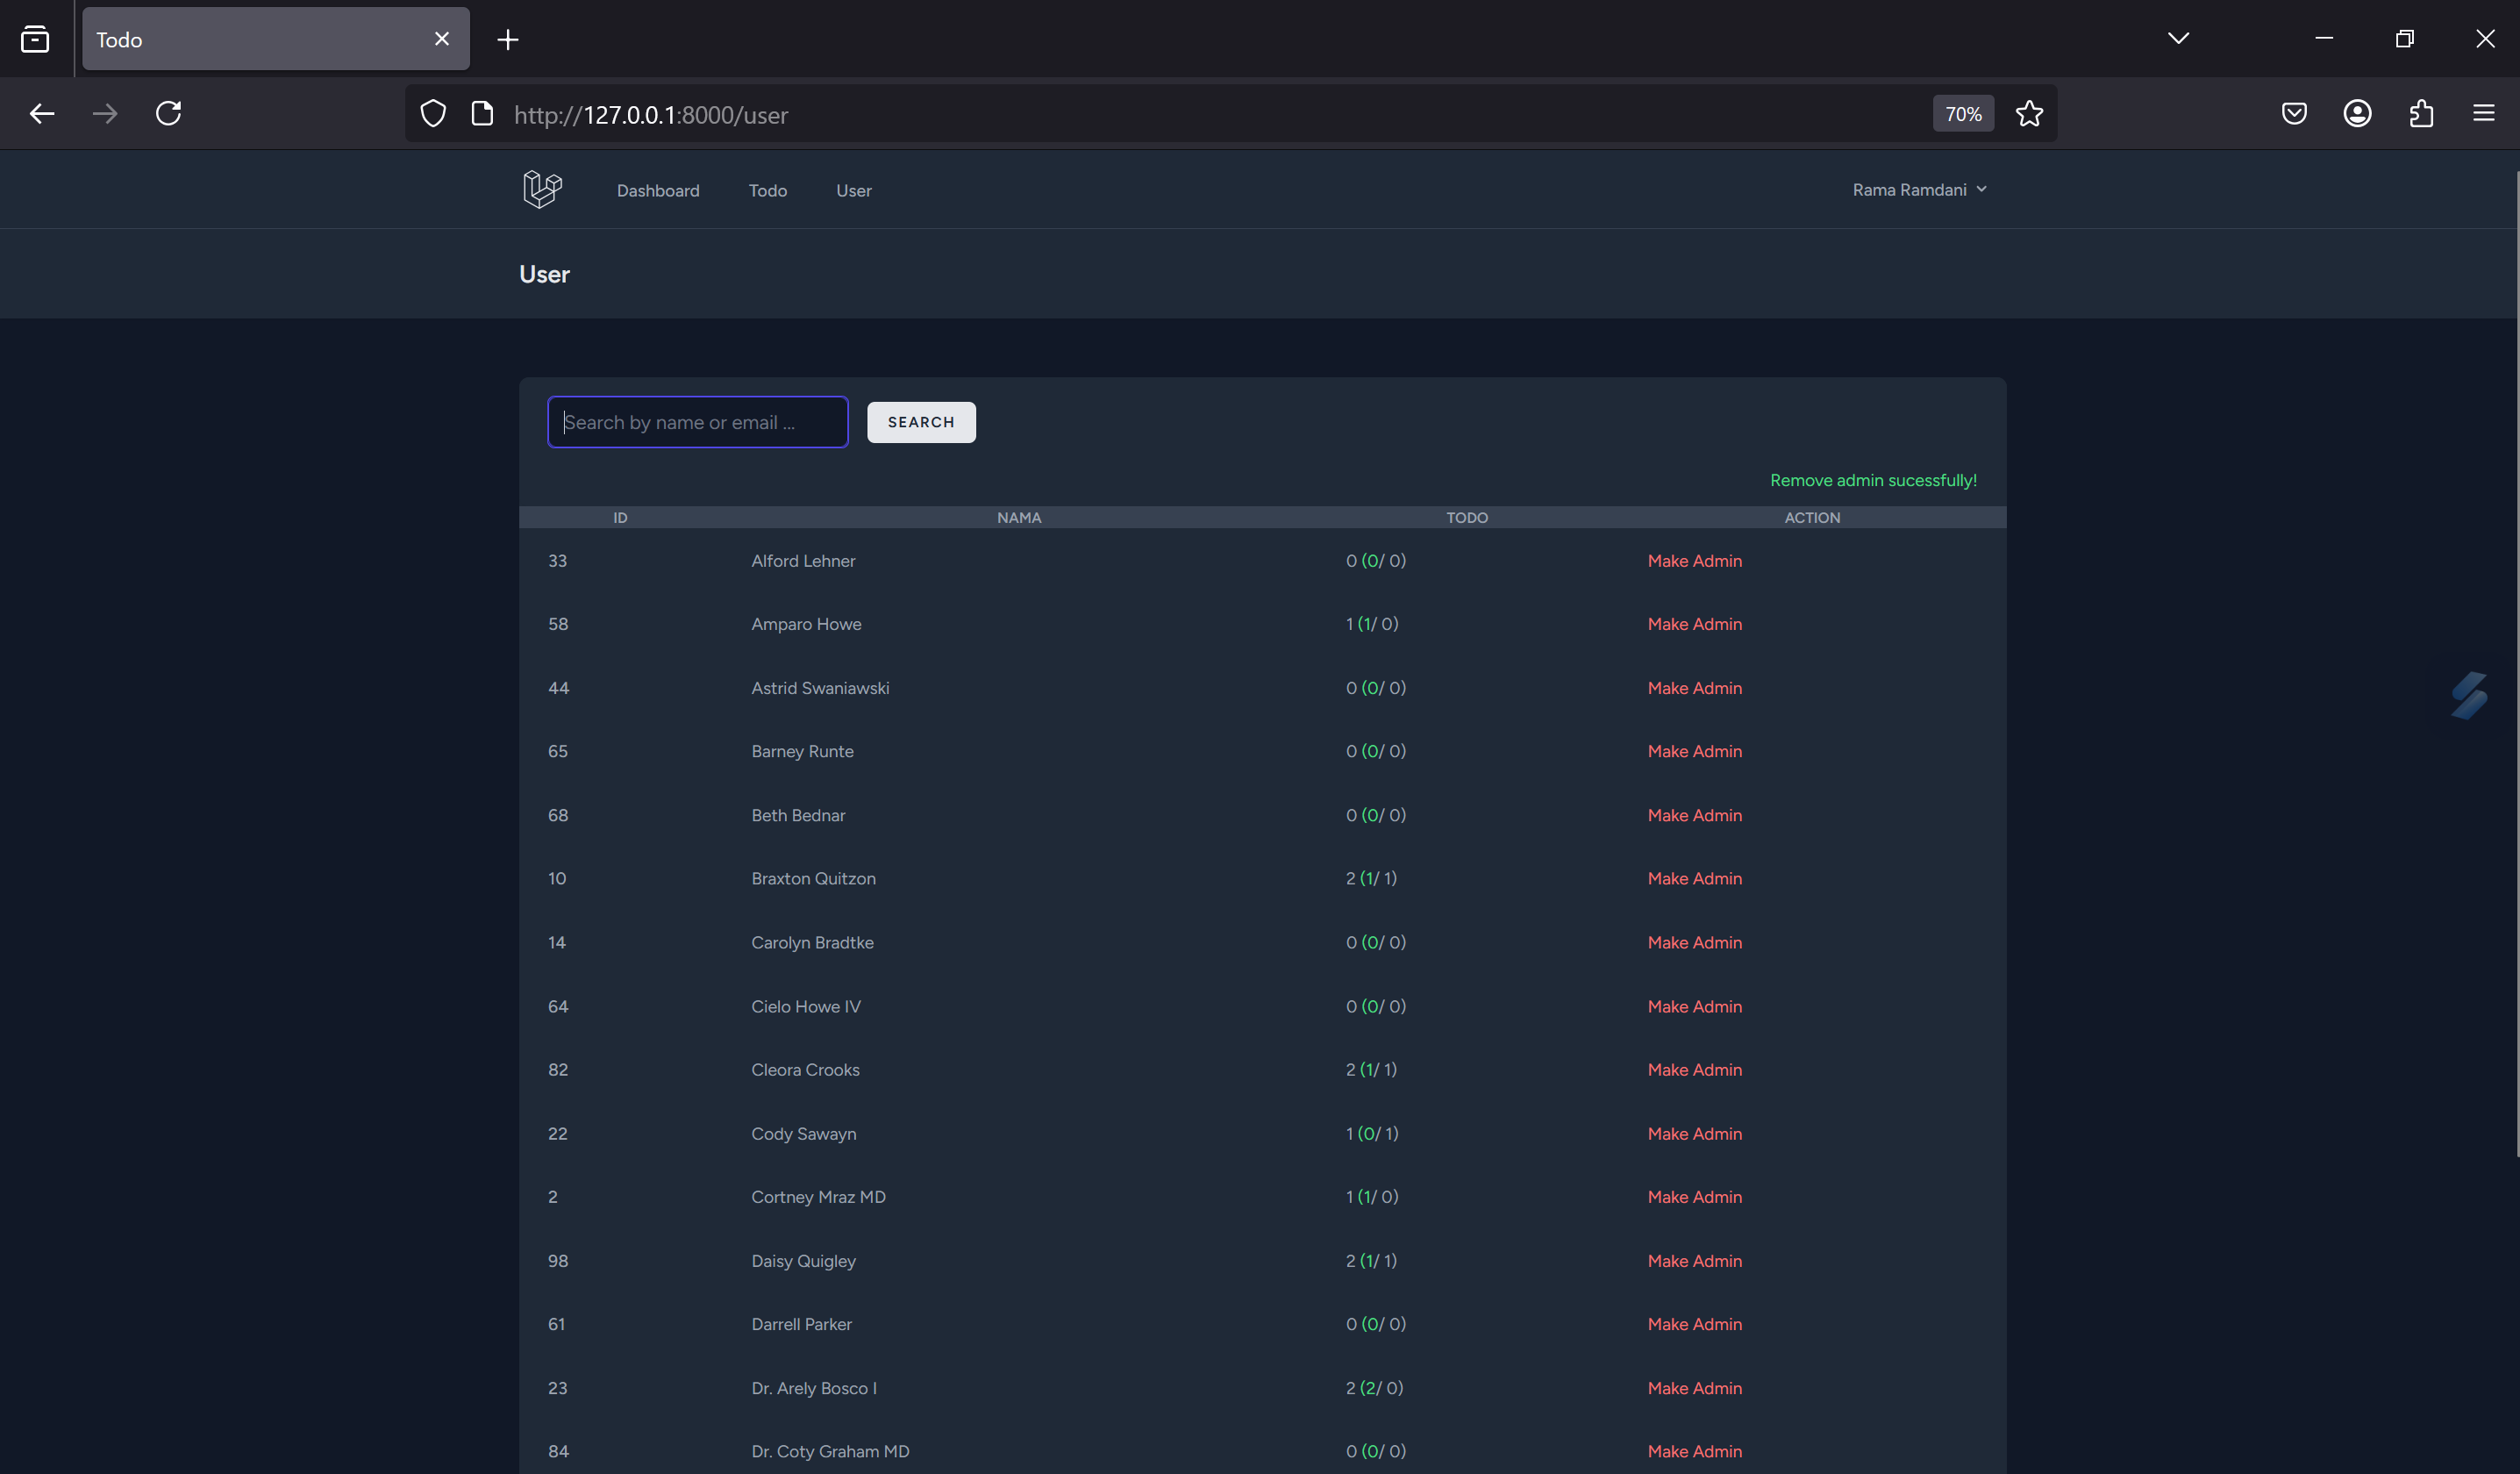 Todo
http://127.0.0.1:8000/user
70%
Dashboard Todo User Rama Ramdani
User
Search by name or email ...
SEARCH
Remove admin sucessfully!
ID NAMA TODO ACTION
33 Alford Lehner 0 (0/ 0) Make Admin
58 Amparo Howe 1 (1/ 0) Make Admin
44 Astrid Swaniawski 0 (0/ 0) Make Admin
65 Barney Runte 0 (0/ 0) Make Admin
68 Beth Bednar 0 (0/ 0) Make Admin
10 Braxton Quitzon 2 (1/ 1) Make Admin
14 Carolyn Bradtke 0 (0/ 0) Make Admin
64 Cielo Howe IV 0 (0/ 0) Make Admin
82 Cleora Crooks 2 (1/ 1) Make Admin
22 Cody Sawayn 1 (0/ 1) Make Admin
2 Cortney Mraz MD 1 (1/ 0) Make Admin
98 Daisy Quigley 2 (1/ 1) Make Admin
61 Darrell Parker 0 (0/ 0) Make Admin
23 Dr. Arely Bosco I 2 (2/ 0) Make Admin
84 Dr. Coty Graham MD 0 (0/ 0) Make Admin